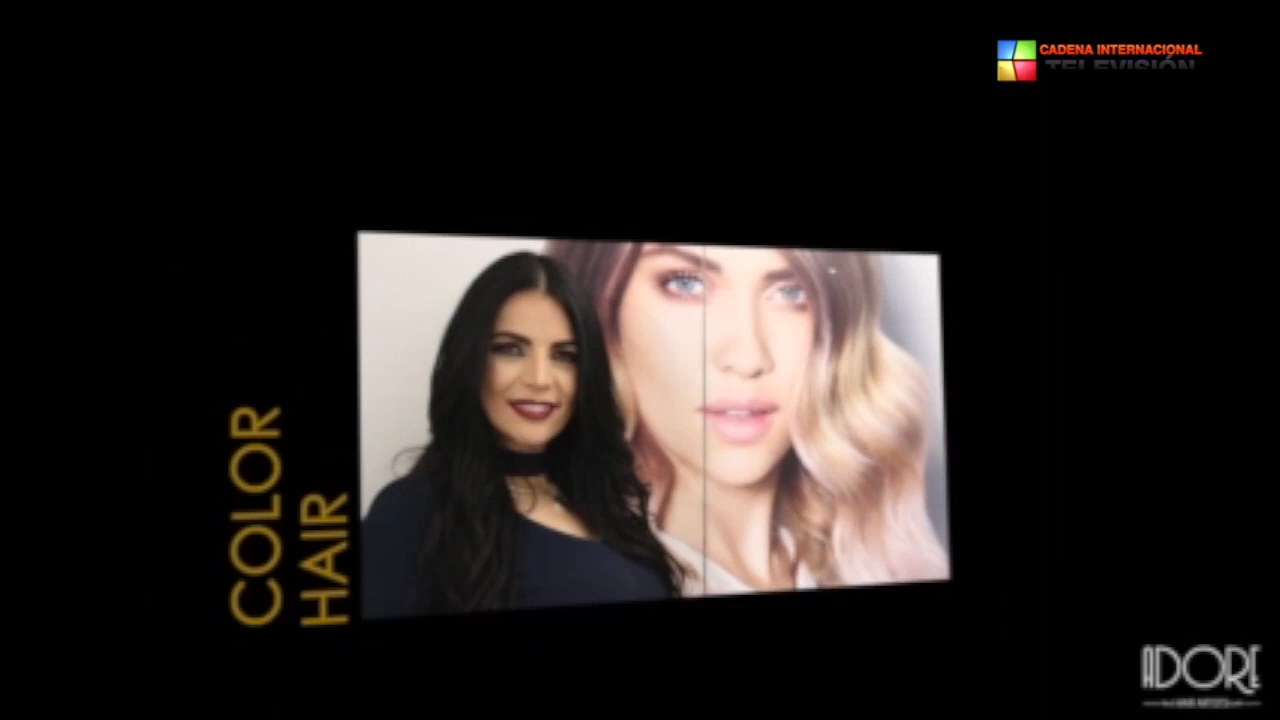 CADENA INTERNACIONAL
TELEVISIÓN
COLOR
HAIR
ADORE